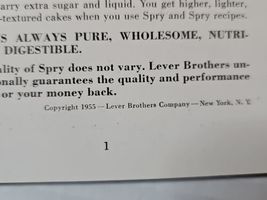 arry extra sugar and liquid. You get higher, lighter,
-textured cakes when you use Spry and Spry recipes.
S ALWAYS PURE, WHOLESOME, NUTRI-
DIGESTIBLE.
ality of Spry does not vary. Lever Brothers un-
onally guarantees the quality and performance
or your money back.
Copyright 1955—Lever Brothers Company—New York, N. Y.
1